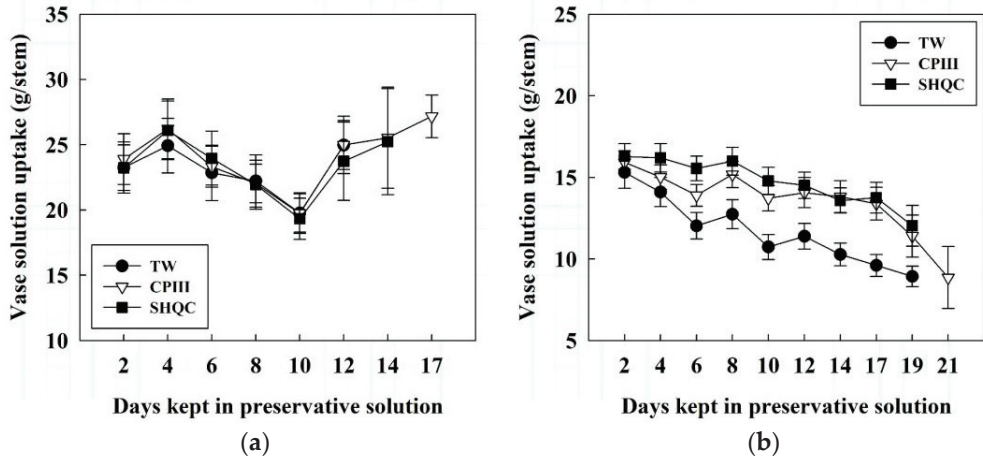 35
30
25
20
15
10
Vase solution uptake (g/stem)
TW
CPIII
SHQC
2 4 6 8 10 12 14 17
Days kept in preservative solution
(a)
25
20
15
10
5
Vase solution uptake (g/stem)
TW
CPIII
SHQC
2 4 6 8 10 12 14 17 19 21
Days kept in preservative solution
(b)